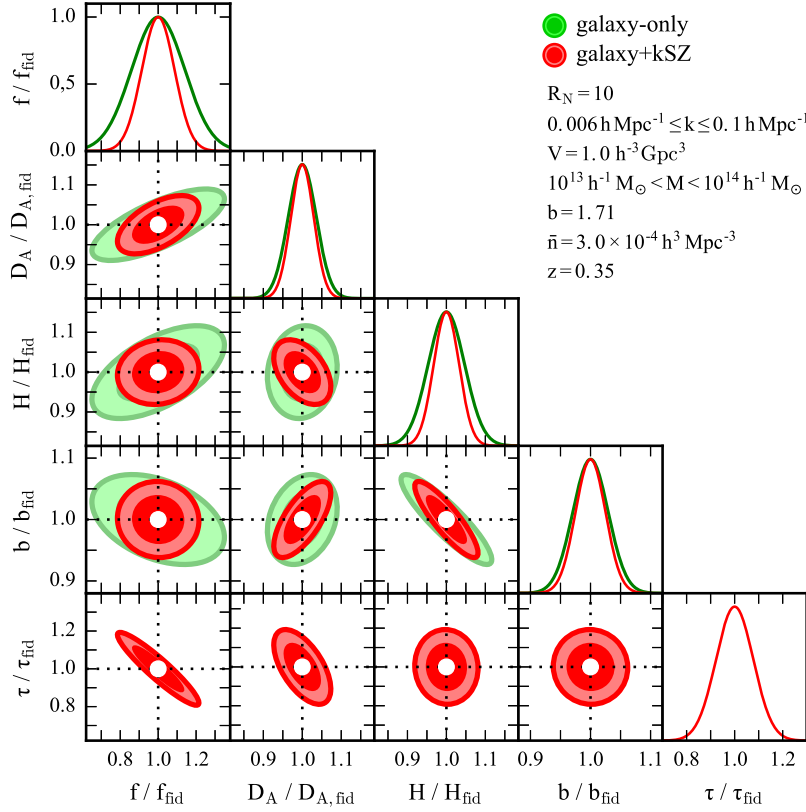 1.0
0.5
0.0
f / f_fid
galaxy-only
galaxy+kSZ
R_N = 10
0.006 h Mpc^-1 ≤ k ≤ 0.1 h Mpc^-1
V = 1.0 h^-3 Gpc^3
10^13 h^-1 M_⊙ < M < 10^14 h^-1 M_⊙
b = 1.71
n̄ = 3.0 × 10^-4 h^3 Mpc^-3
z = 0.35
1.1
1.0
0.9
D_A / D_A,fid
1.1
1.0
0.9
H / H_fid
1.1
1.0
0.9
b / b_fid
1.2
1.0
0.8
τ / τ_fid
0.8 1.0 1.2 0.9 1.0 1.1 0.9 1.0 1.1 0.9 1.0 1.1 0.8 1.0 1.2
f / f_fid D_A / D_A,fid H / H_fid b / b_fid τ / τ_fid